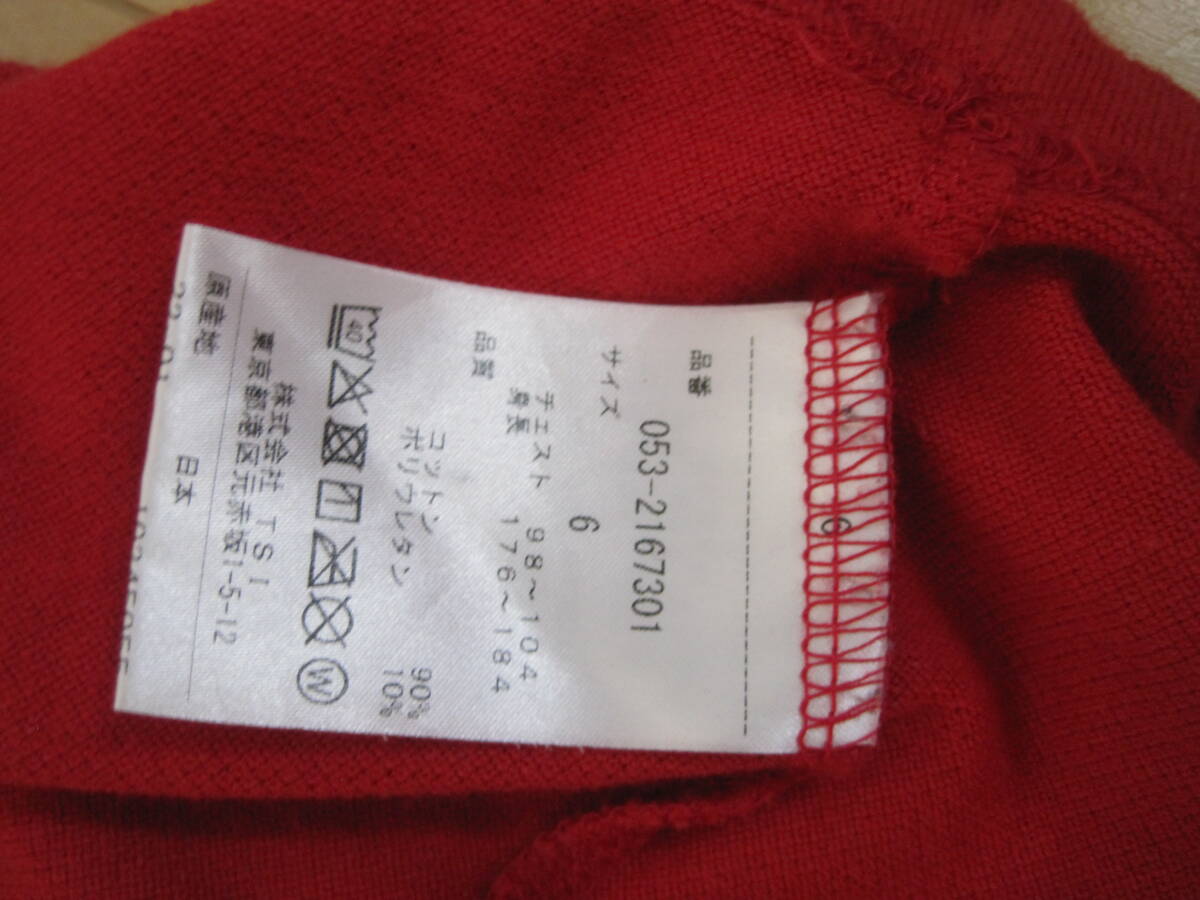 6
品番
053-2167301
サイズ
6
チェスト 98～104
身長 176～184
品質
コットン 90%
ポリウレタン 10%
40
W
株式会社 TSI
東京都港区元赤坂1-5-12
原産地
日本